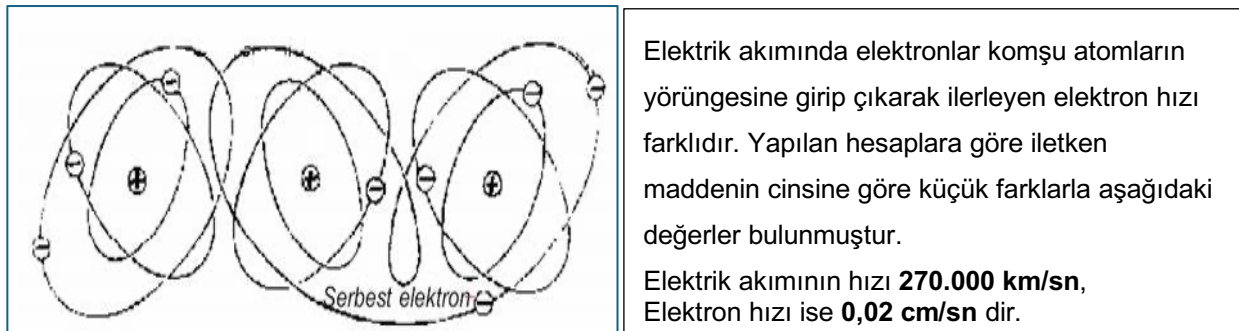 Serbest elektron
Elektrik akımında elektronlar komşu atomların
yörüngesine girip çıkarak ilerleyen elektron hızı
farklıdır. Yapılan hesaplara göre iletken
maddenin cinsine göre küçük farklarla aşağıdaki
değerler bulunmuştur.
Elektrik akımının hızı 270.000 km/sn,
Elektron hızı ise 0,02 cm/sn dir.